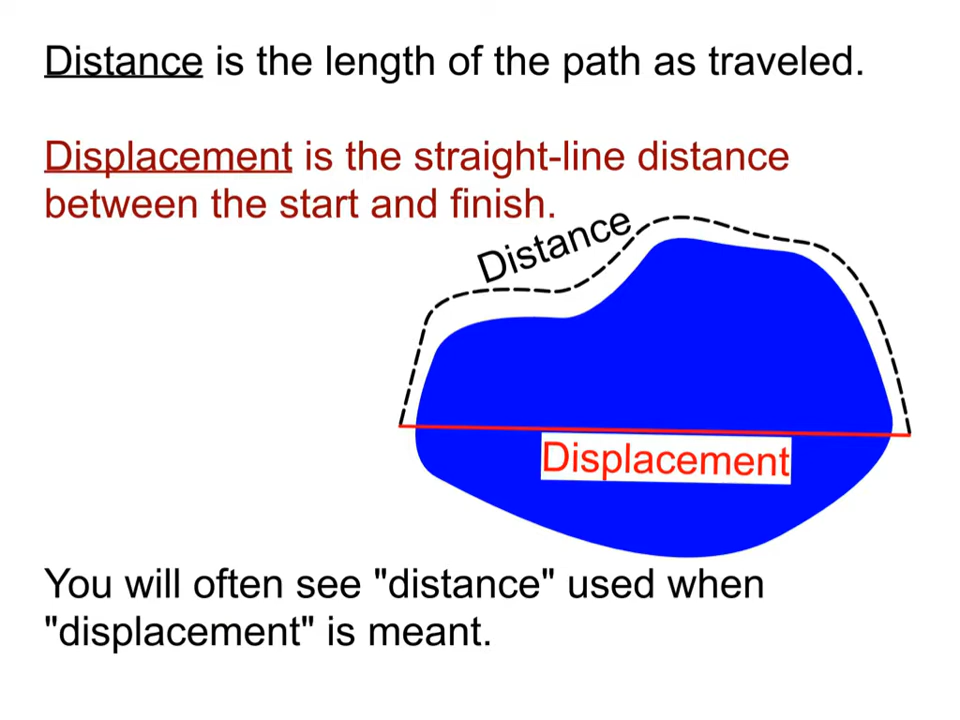 Distance is the length of the path as traveled.
Displacement is the straight-line distance
between the start and finish.
Distance
Displacement
You will often see "distance" used when
"displacement" is meant.